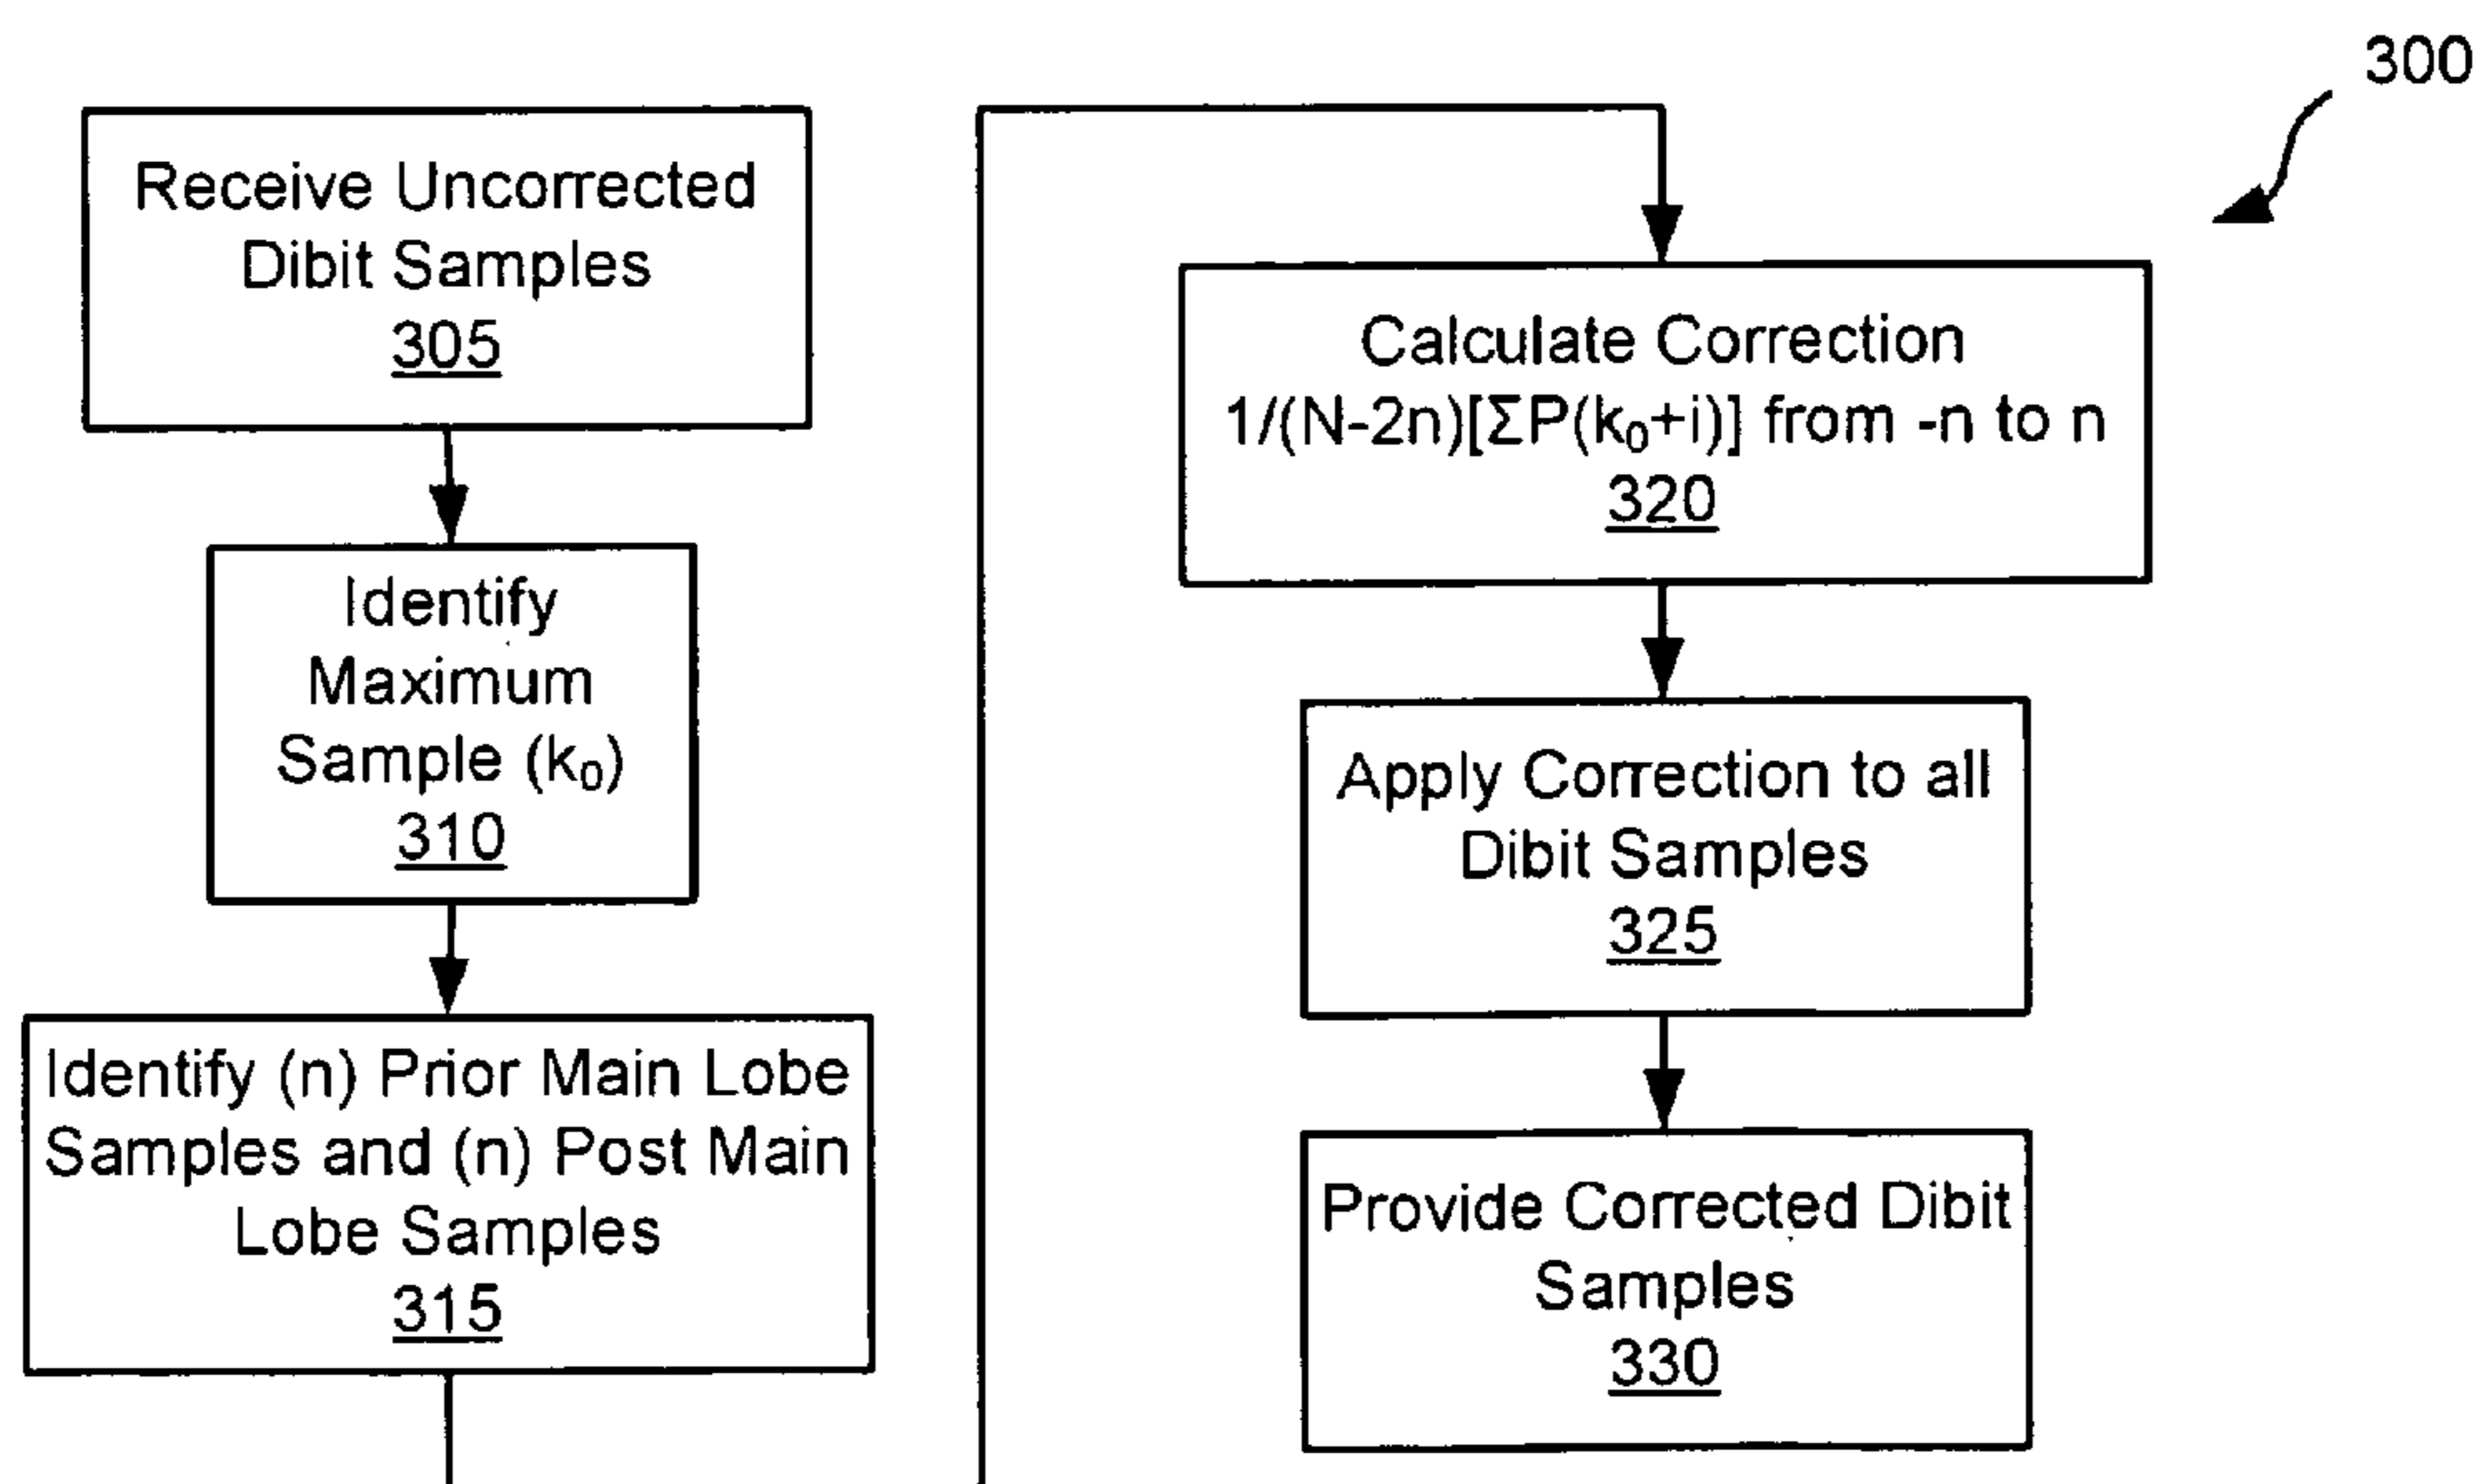 300
Receive Uncorrected
Dibit Samples
305
Identify
Maximum
Sample (k₀)
310
Identify (n) Prior Main Lobe
Samples and (n) Post Main
Lobe Samples
315
Calculate Correction
1/(N-2n)[ΣP(k₀+i)] from -n to n
320
Apply Correction to all
Dibit Samples
325
Provide Corrected Dibit
Samples
330